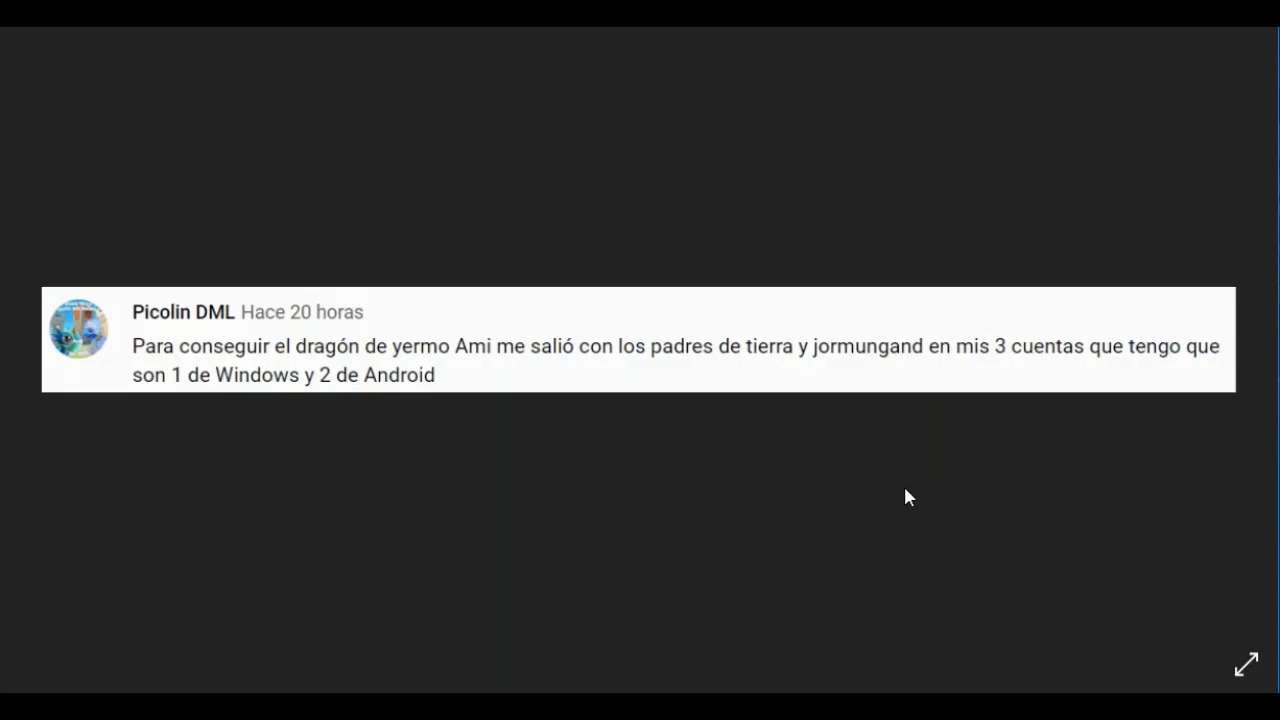 Picolin DML Hace 20 horas
Para conseguir el dragón de yermo Ami me salió con los padres de tierra y jormungand en mis 3 cuentas que tengo que
son 1 de Windows y 2 de Android